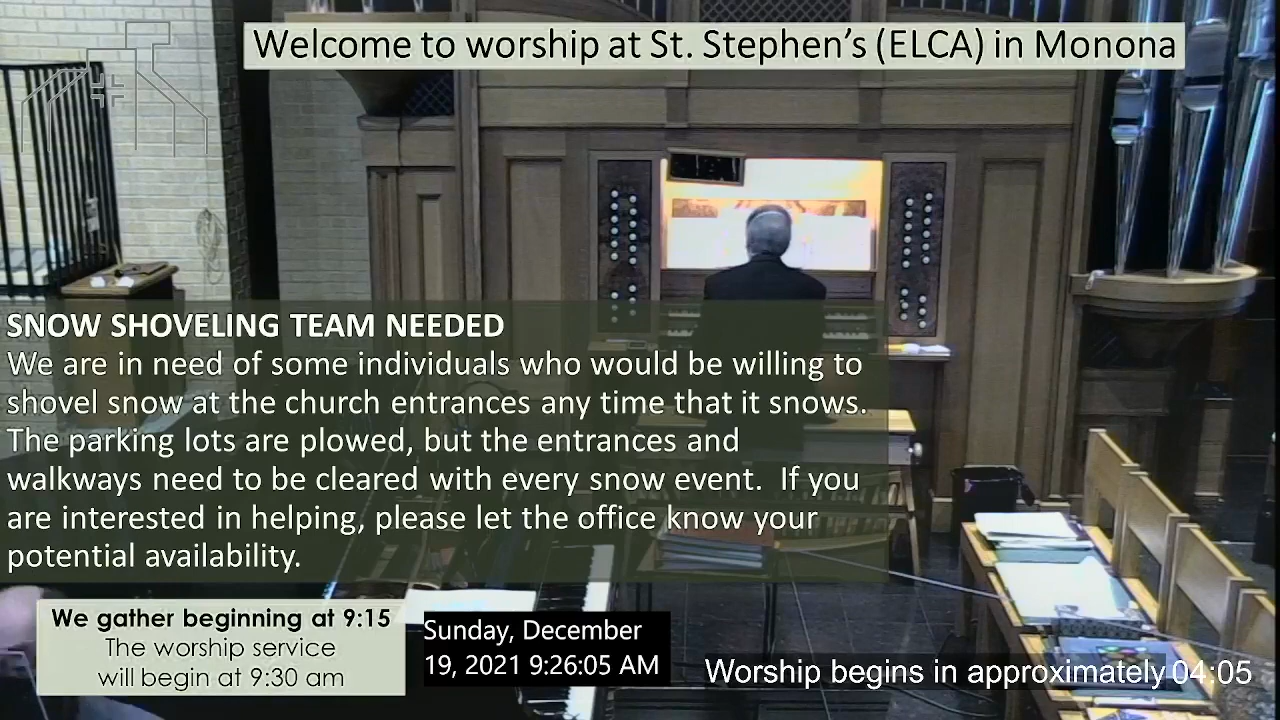 Welcome to worship at St. Stephen's (ELCA) in Monona
SNOW SHOVELING TEAM NEEDED
We are in need of some individuals who would be willing to
shovel snow at the church entrances any time that it snows.
The parking lots are plowed, but the entrances and
walkways need to be cleared with every snow event.  If you
are interested in helping, please let the office know your
potential availability.
We gather beginning at 9:15
The worship service
will begin at 9:30 am
Sunday, December
19, 2021 9:26:05 AM
Worship begins in approximately 04:05